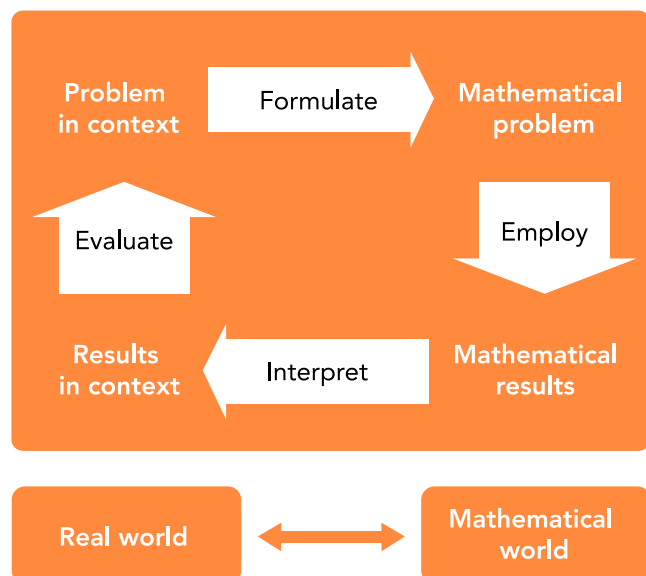 Problem
in context
Formulate
Mathematical
problem
Evaluate
Employ
Results
in context
Interpret
Mathematical
results
Real world
Mathematical
world